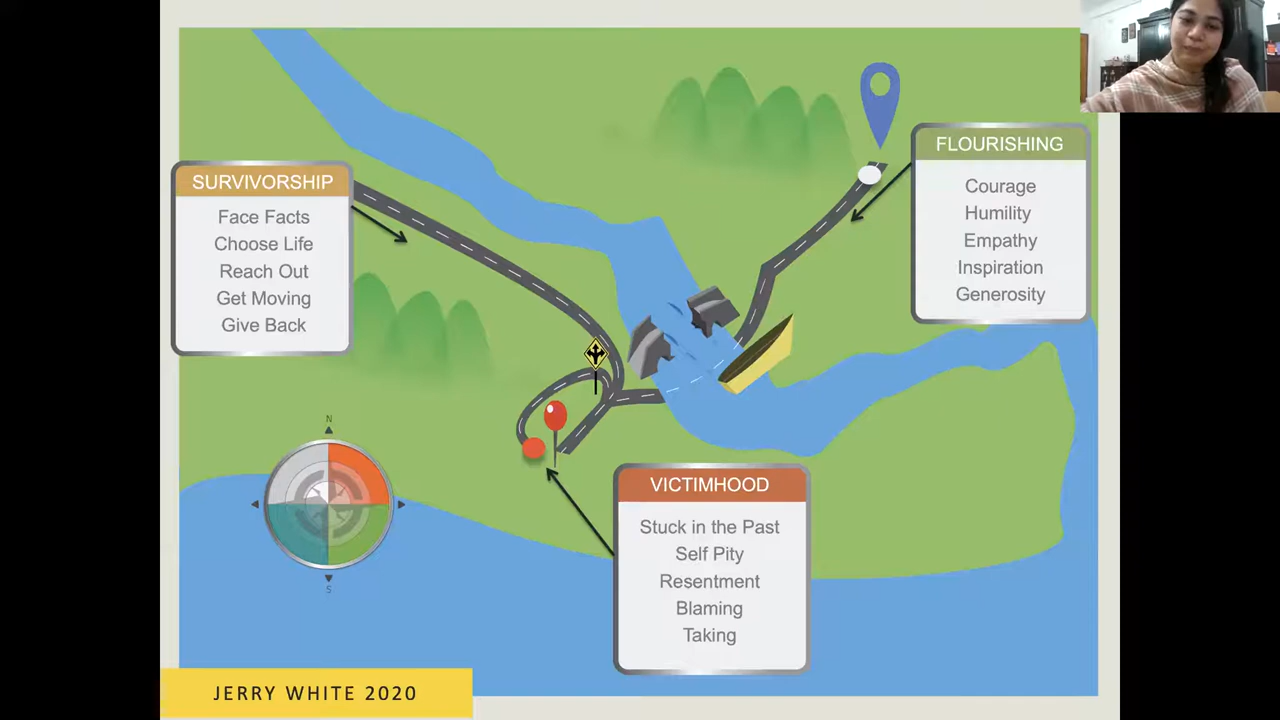 SURVIVORSHIP
Face Facts
Choose Life
Reach Out
Get Moving
Give Back
FLOURISHING
Courage
Humility
Empathy
Inspiration
Generosity
N
S
VICTIMHOOD
Stuck in the Past
Self Pity
Resentment
Blaming
Taking
JERRY WHITE 2020